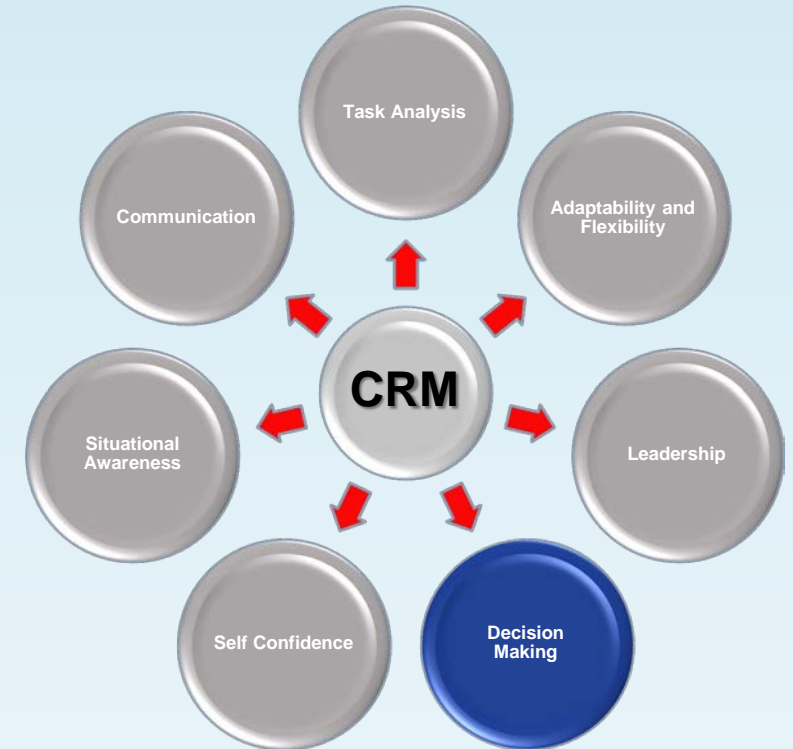 Task Analysis
Communication
Adaptability and
Flexibility
CRM
Situational
Awareness
Leadership
Self Confidence
Decision
Making